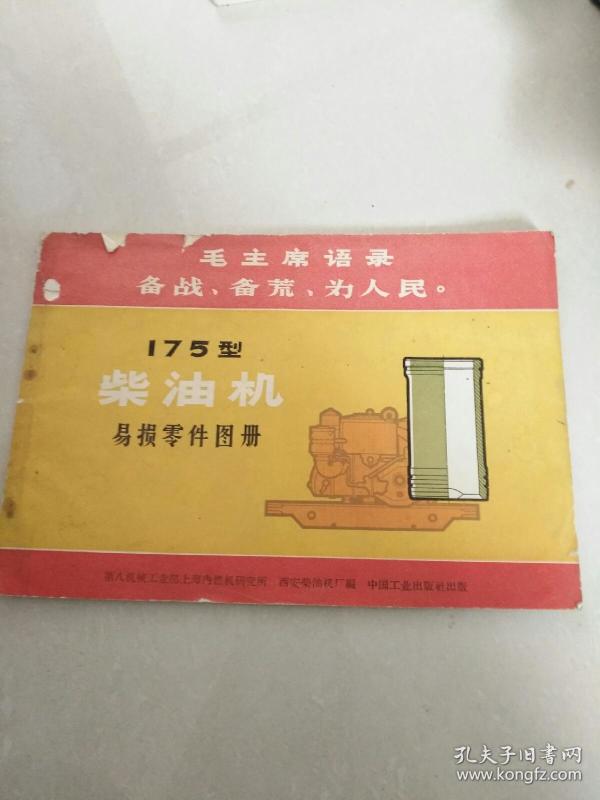 毛主席语录
备战、备荒、为人民。
175型
柴油机
易损零件图册
第八机械工业部上海内燃机研究所 西安柴油机厂编 中国工业出版社出版
孔夫子旧书网
www.kongfz.com